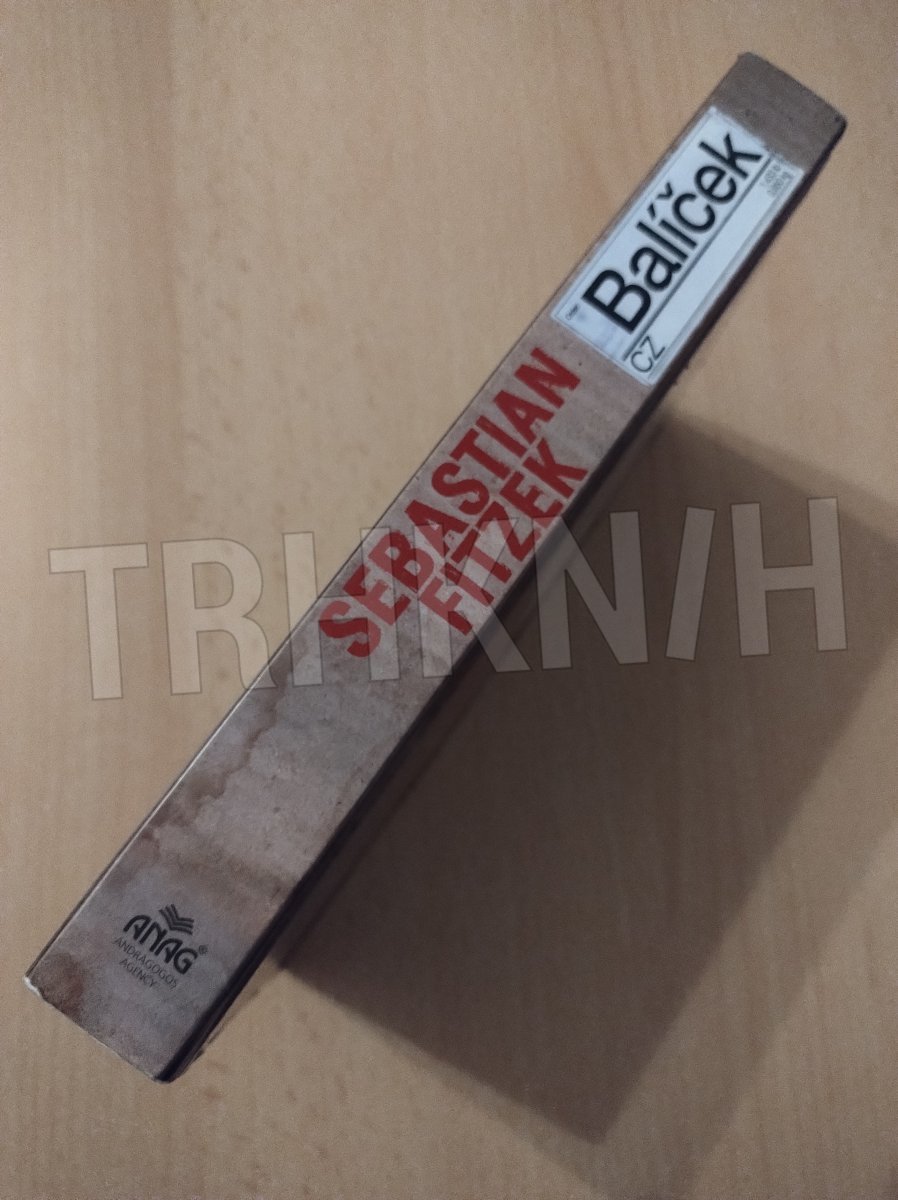 Balíček
CZ
SEBASTIAN
FITZEK
ANAG®
ANDRAGOGOS
AGENCY
TRHKNIH